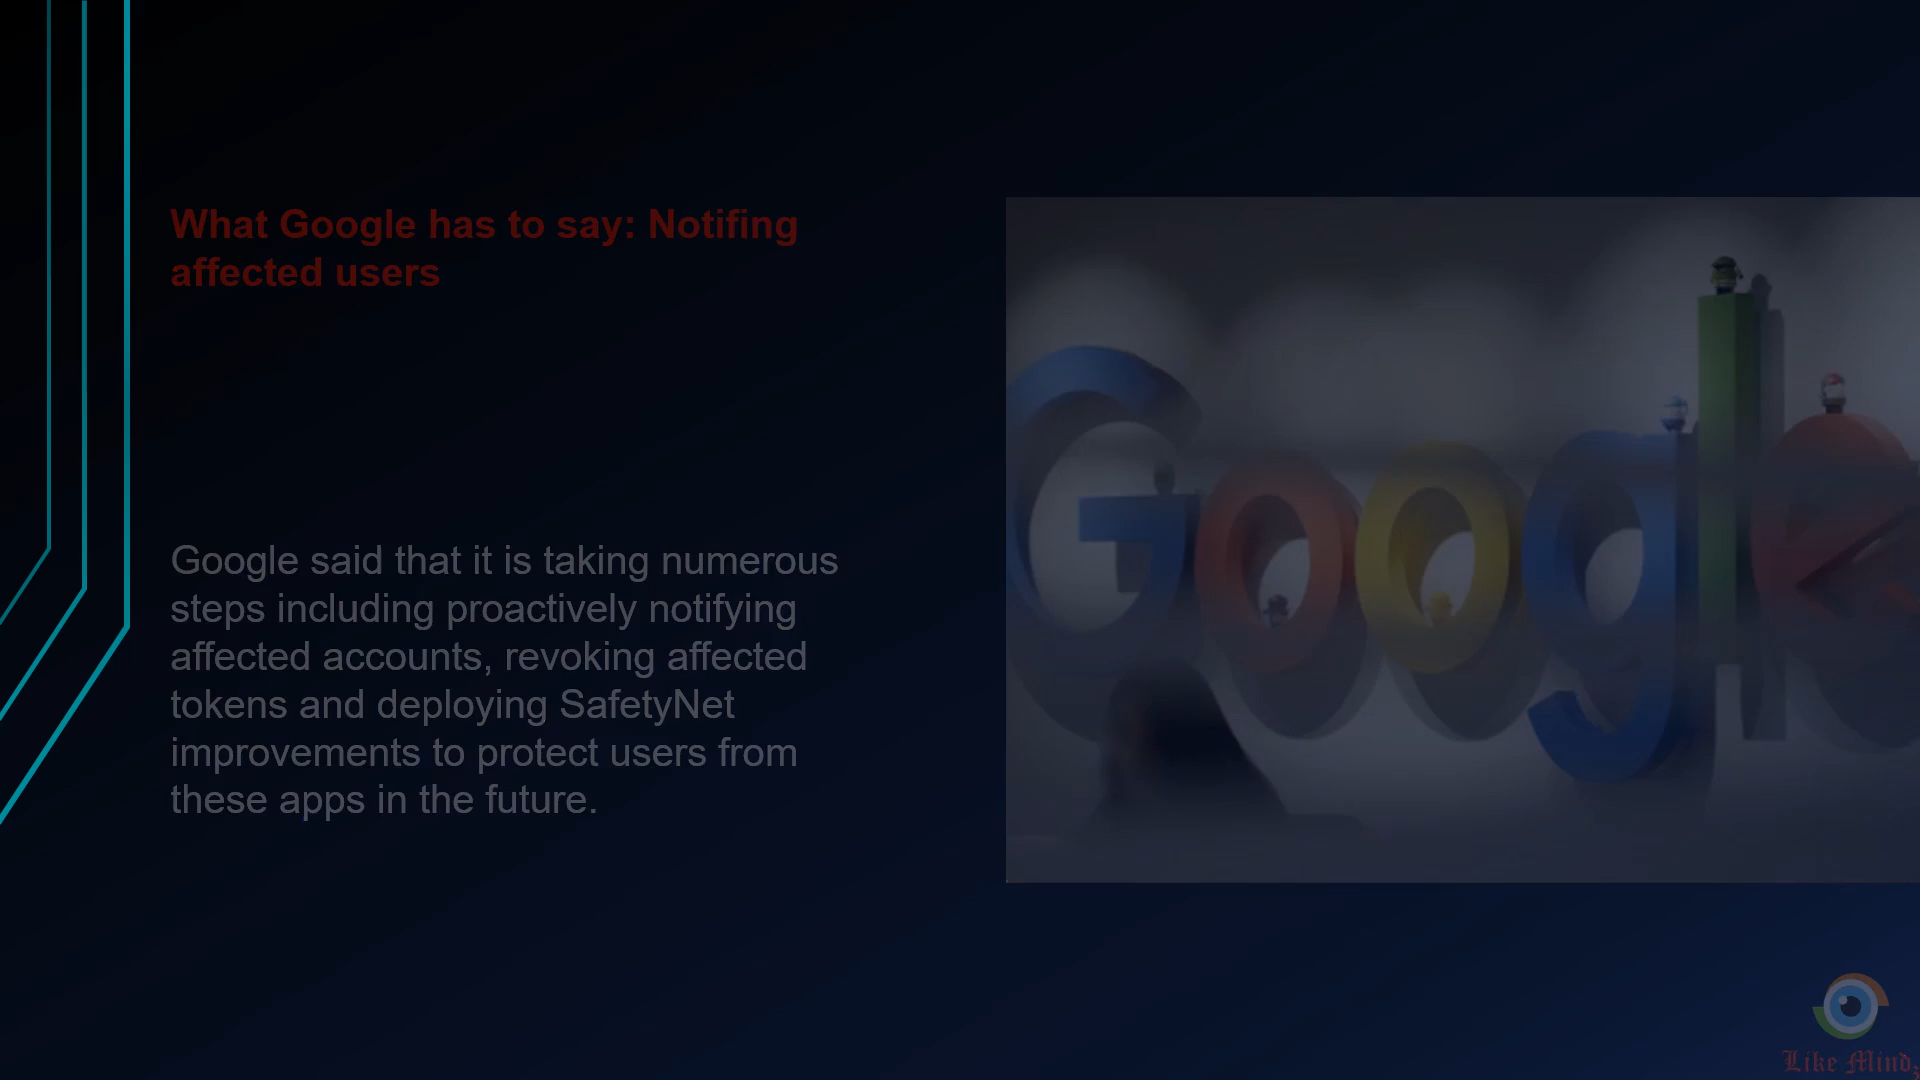 What Google has to say: Notifing
affected users
Google
Google said that it is taking numerous
steps including proactively notifying
affected accounts, revoking affected
tokens and deploying SafetyNet
improvements to protect users from
these apps in the future.
Like Mind,